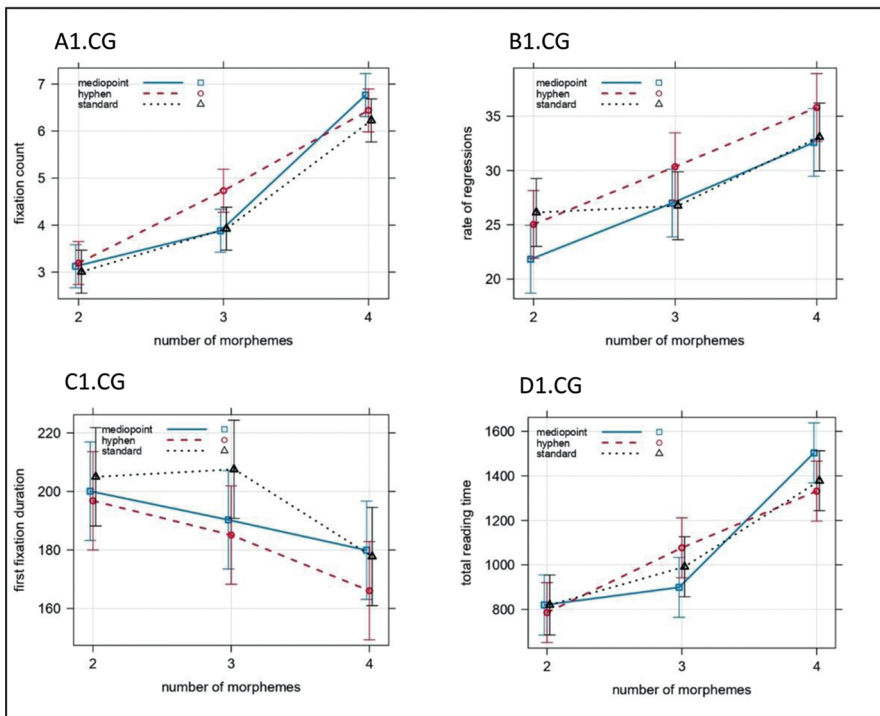 A1.CG
mediopoint
hyphen
standard
7
6
5
4
3
fixation count
2 3 4
number of morphemes
B1.CG
mediopoint
hyphen
standard
35
30
25
20
rate of regressions
2 3 4
number of morphemes
C1.CG
mediopoint
hyphen
standard
220
200
180
160
first fixation duration
2 3 4
number of morphemes
D1.CG
mediopoint
hyphen
standard
1600
1400
1200
1000
800
total reading time
2 3 4
number of morphemes